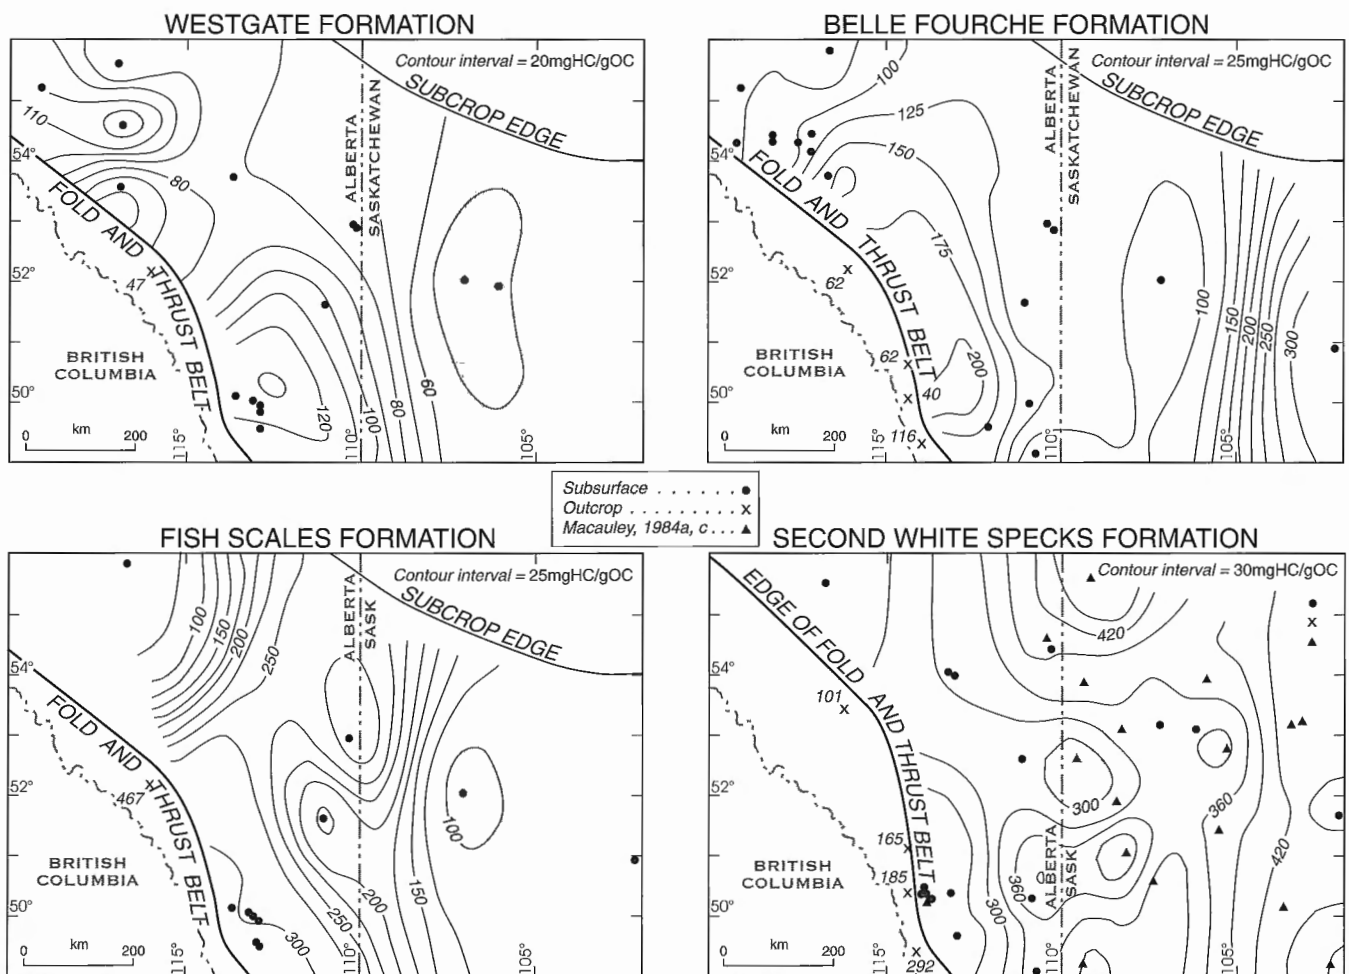 WESTGATE FORMATION
Contour interval = 20mgHC/gOC
SUBCROP EDGE
ALBERTA
SASKATCHEWAN
110
54°
80
FOLD AND THRUST BELT
52°
47
BRITISH
COLUMBIA
50°
120
100
80
60
km
0 200
115°
110°
105°
BELLE FOURCHE FORMATION
Contour interval = 25mgHC/gOC
SUBCROP EDGE
ALBERTA
SASKATCHEWAN
100
125
150
54°
FOLD AND THRUST BELT
175
52°
62
BRITISH
COLUMBIA
62
200
40
50°
116
100
150
200
250
300
km
0 200
115°
110°
105°
Subsurface . . . . . . .
Outcrop . . . . . . . . . . x
Macauley, 1984a, c . . .
FISH SCALES FORMATION
Contour interval = 25mgHC/gOC
SUBCROP EDGE
ALBERTA
SASK
100
150
200
250
54°
FOLD AND THRUST BELT
52°
467
100
BRITISH
COLUMBIA
50°
300
250
200
150
km
0 200
115°
110°
105°
SECOND WHITE SPECKS FORMATION
Contour interval = 30mgHC/gOC
EDGE OF FOLD AND THRUST BELT
420
54°
101
52°
300
360
165
BRITISH
COLUMBIA
185
ALBERTA
SASK
360
300
420
50°
292
km
0 200
115°
110°
105°